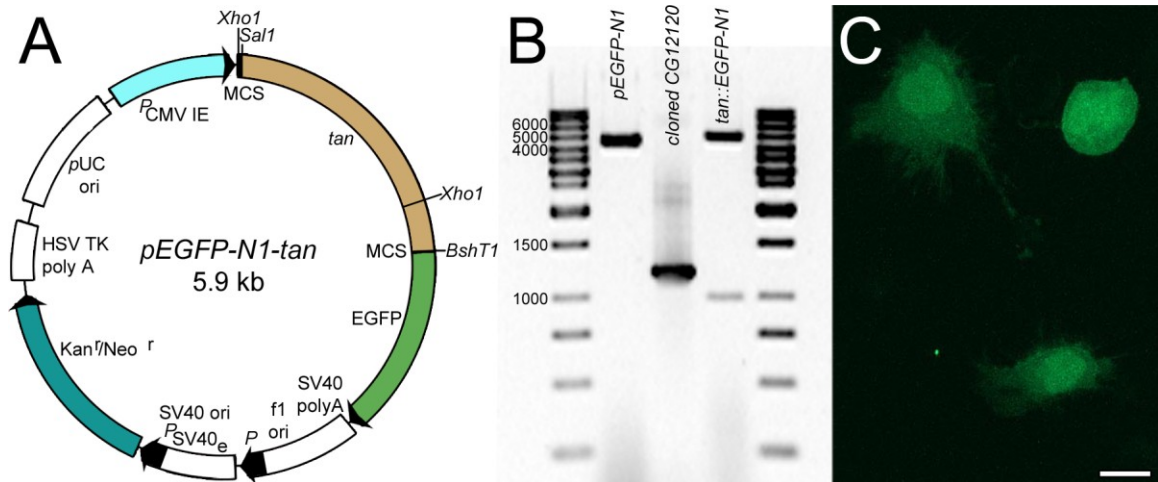 A
Xho1
Sal1
MCS
PCMV IE
tan
pUC
ori
Xho1
HSV TK
poly A
pEGFP-N1-tan
5.9 kb
MCS
BshT1
EGFP
Kanr/Neo r
SV40
polyA
f1
ori
P
SV40 ori
PSV40e
B
pEGFP-N1
cloned CG12120
tan::EGFP-N1
6000
5000
4000
1500
1000
C